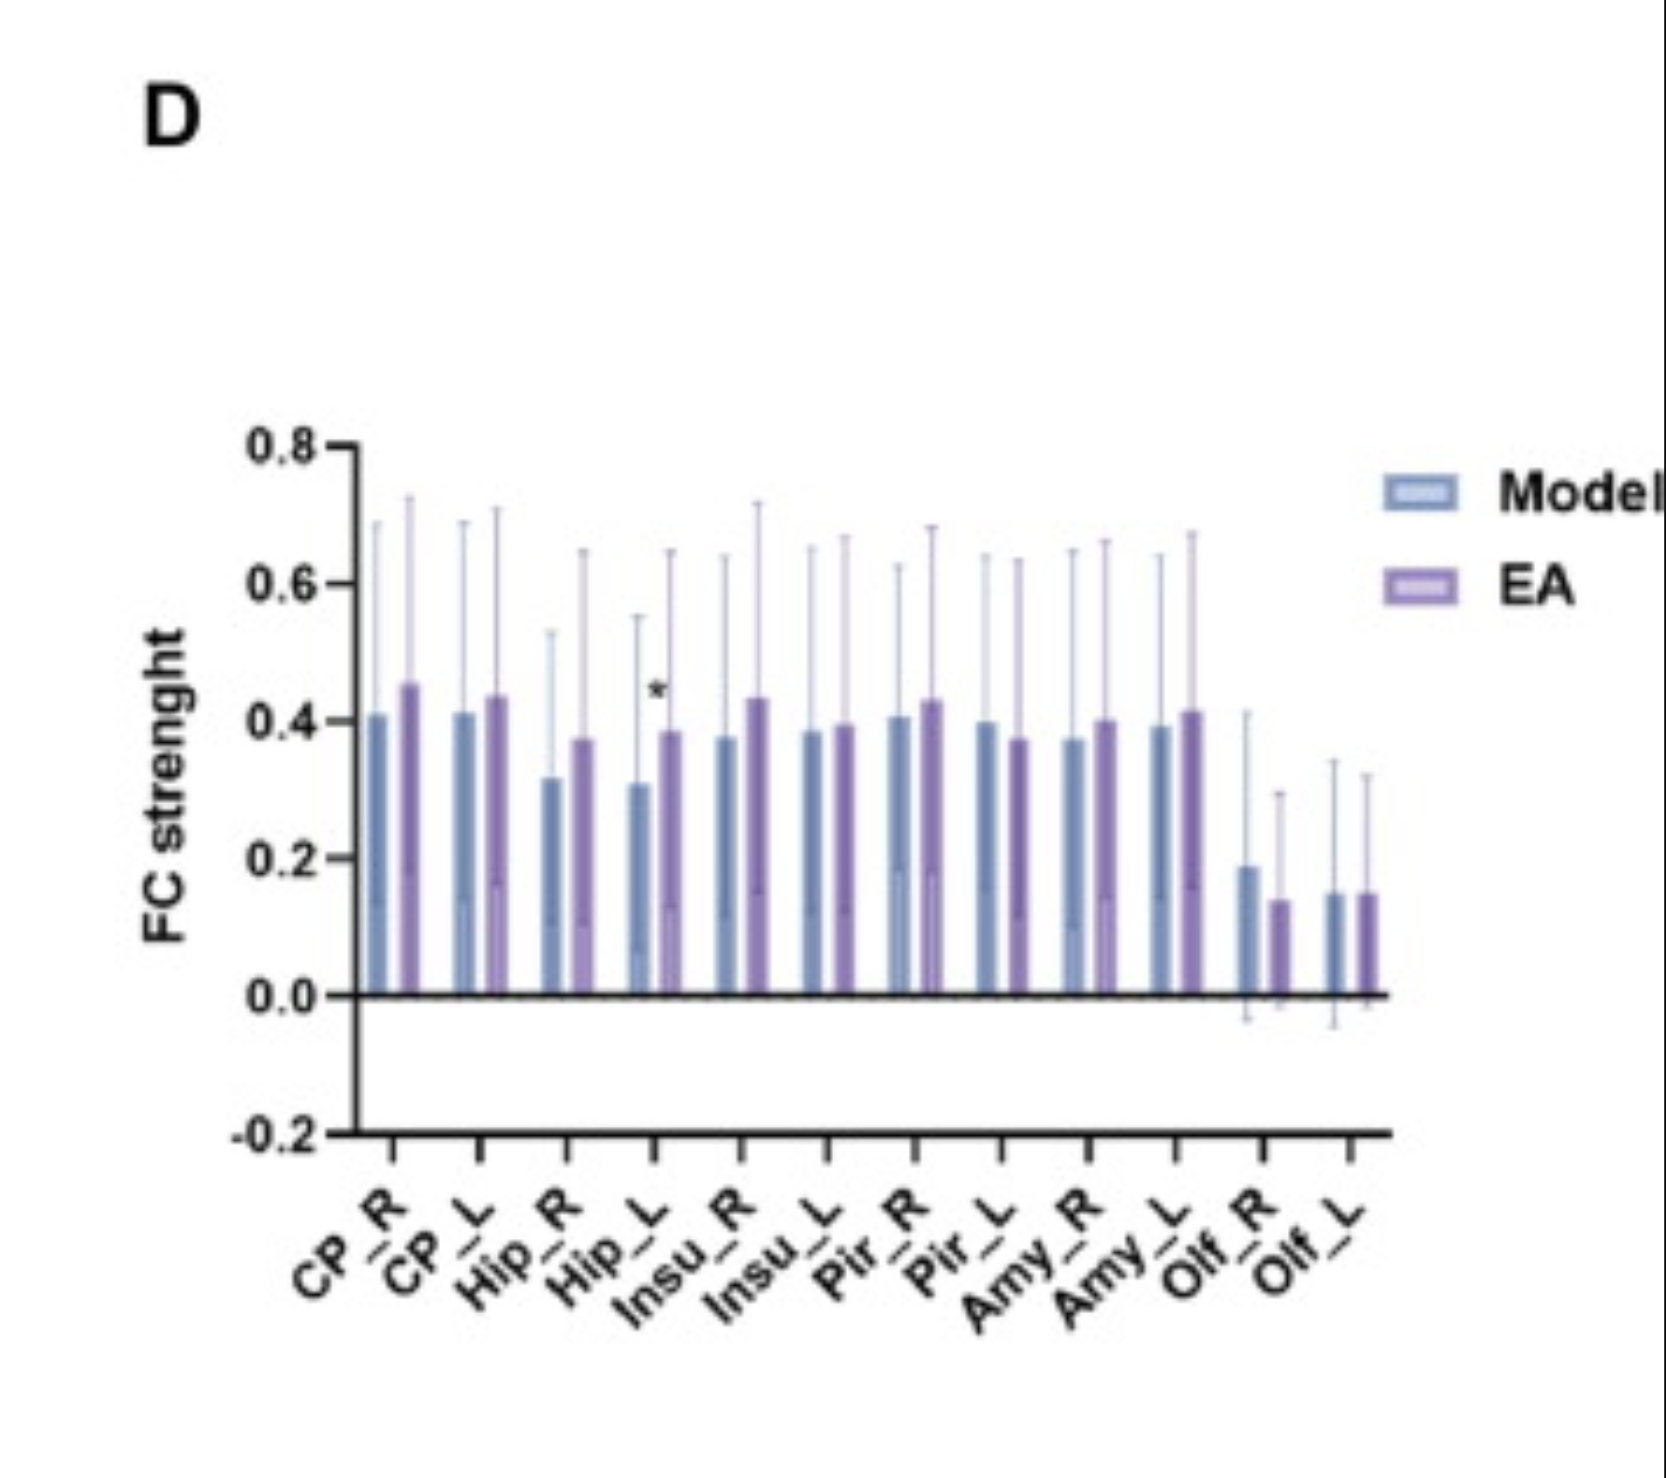 D
0.8
0.6
0.4
0.2
0.0
-0.2
FC strenght
*
Model
EA
CP_R
CP_L
Hip_R
Hip_L
Insu_R
Insu_L
Pir_R
Pir_L
Amy_R
Amy_L
Olf_R
Olf_L